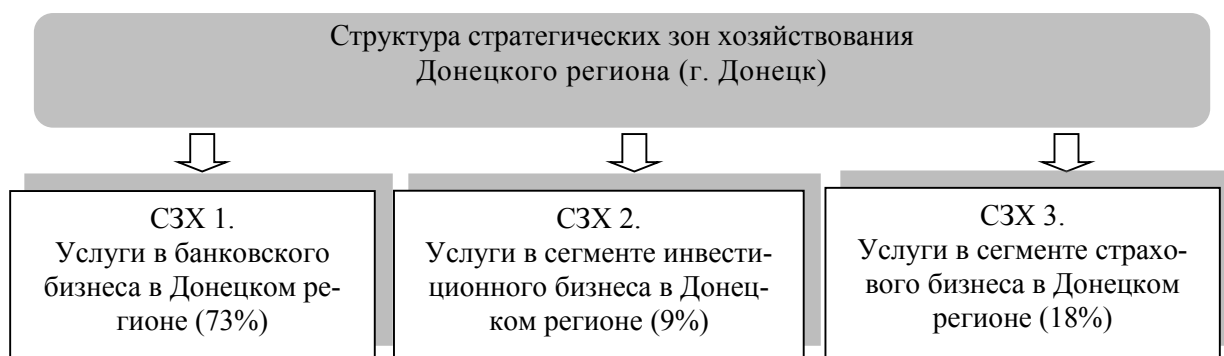 Структура стратегических зон хозяйствования
Донецкого региона (г. Донецк)
СЗХ 1.
Услуги в банковского
бизнеса в Донецком ре-
гионе (73%)
СЗХ 2.
Услуги в сегменте инвести-
ционного бизнеса в Донец-
ком регионе (9%)
СЗХ 3.
Услуги в сегменте страхо-
вого бизнеса в Донецком
регионе (18%)